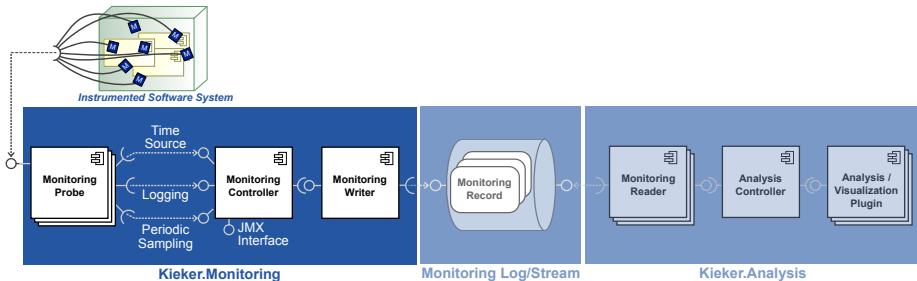 M
M
M
M
M
M
M
Instrumented Software System
Time
Source
Monitoring
Probe
Logging
Periodic
Sampling
Monitoring
Controller
JMX
Interface
Monitoring
Writer
Monitoring
Record
Monitoring
Reader
Analysis
Controller
Analysis /
Visualization
Plugin
Kieker.Monitoring
Monitoring Log/Stream
Kieker.Analysis